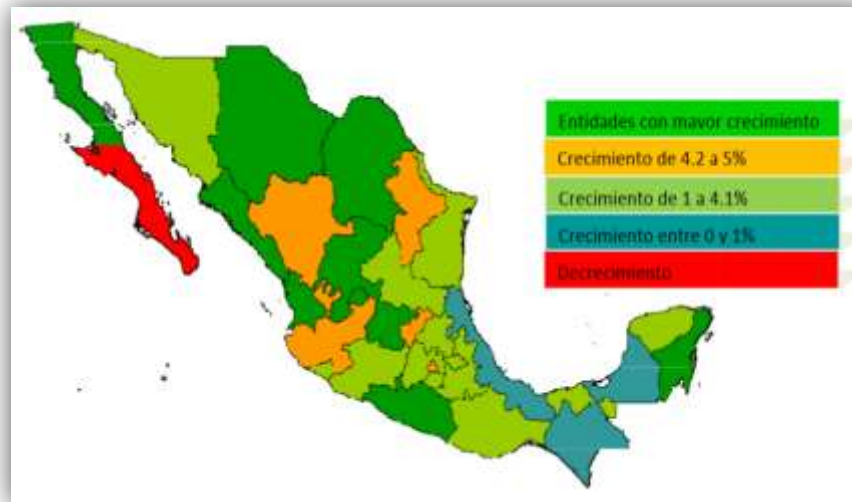 Entidades con mayor crecimiento
Crecimiento de 4.2 a 5%
Crecimiento de 1 a 4.1%
Crecimiento entre 0 y 1%
Decrecimiento